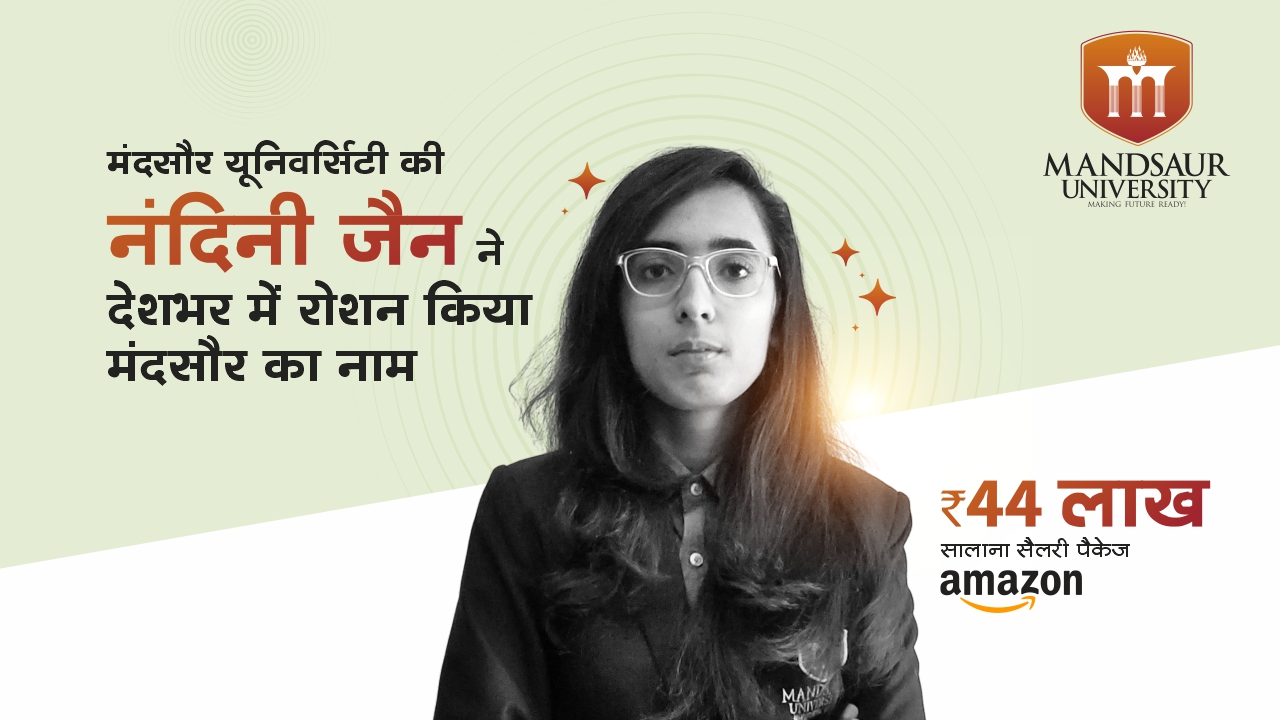 मंदसौर यूनिवर्सिटी की
नंदिनी जैन ने
देशभर में रोशन किया
मंदसौर का नाम
MANDSAUR
UNIVERSITY
MAKING FUTURE READY!
₹44 लाख
सालाना सैलरी पैकेज
amazon